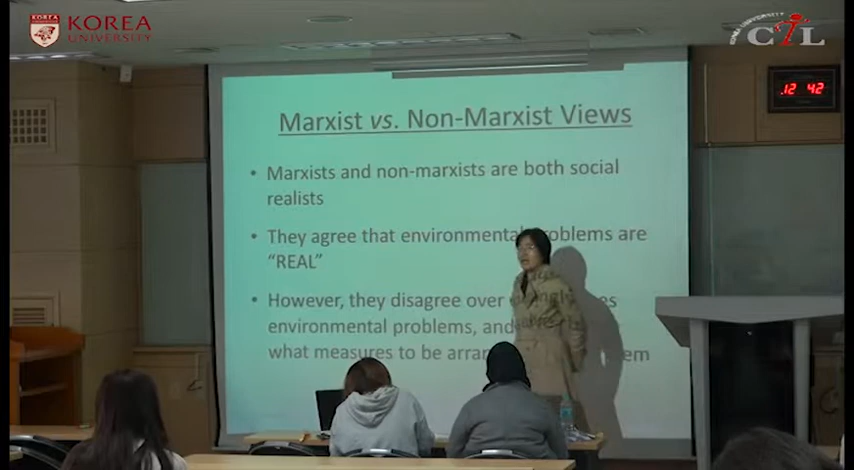 KOREA
UNIVERSITY
CTL
12 42
Marxist vs. Non-Marxist Views
• Marxists and non-marxists are both social
realists
• They agree that environmental problems are
"REAL"
• However, they disagree over
environmental problems, and
what measures to be